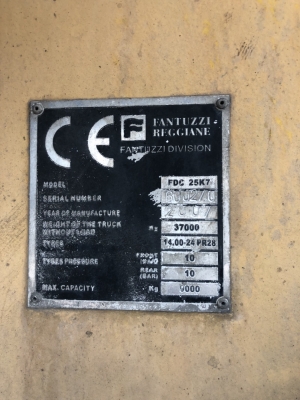 CE
F FANTUZZI
REGGIANE
FANTUZZI DIVISION
MODEL FDC 25K7
SERIAL NUMBER
YEAR OF MANUFACTURE 2007
WEIGHT OF THE TRUCK
WITHOUT LOAD Kg 37000
TYRES 14.00-24 PR28
TYRES PRESSURE FRONT (BAR) 10
REAR (BAR) 10
MAX. CAPACITY Kg 9000